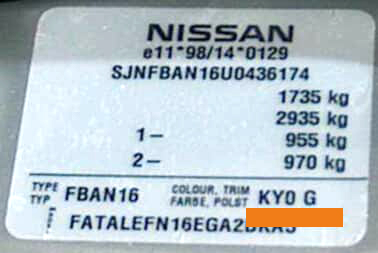 NISSAN
e11*98/14*0129
SJNFBAN16U0436174
1735 kg
2935 kg
1– 955 kg
2– 970 kg
TYPE TYP FBAN16 COLOUR, TRIM FARBE, POLST KY0 G